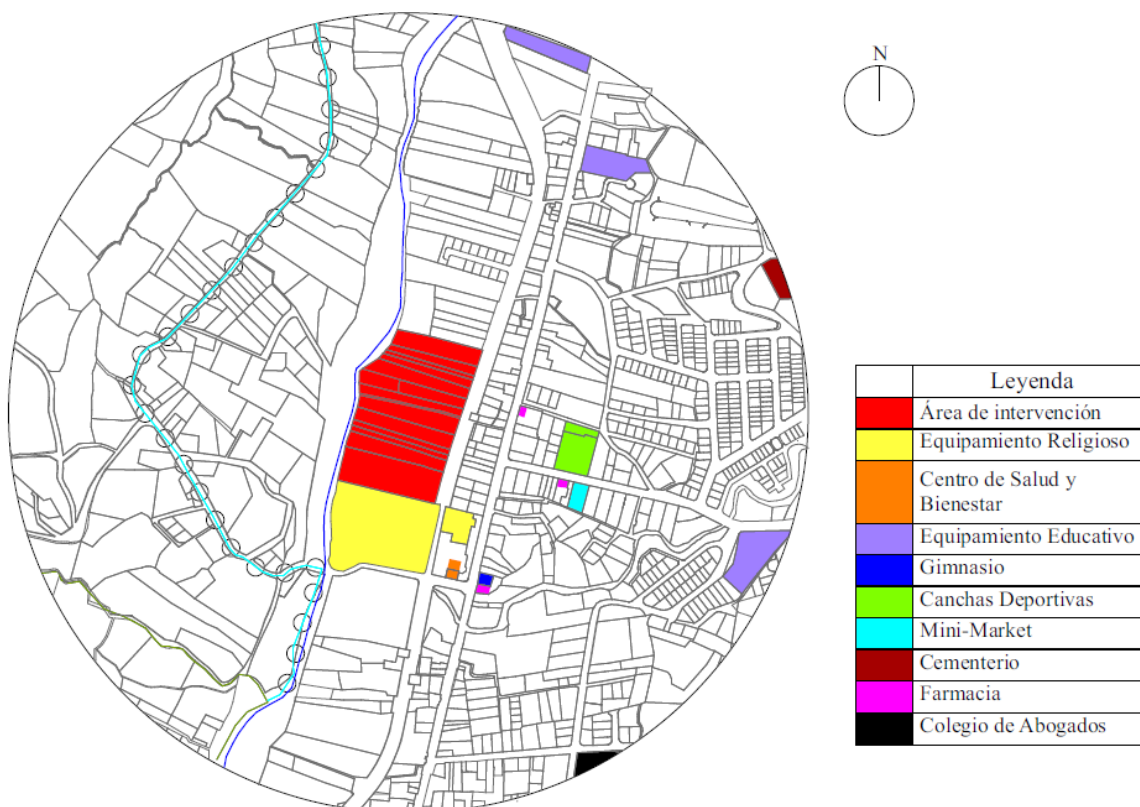 N
Leyenda
Área de intervención
Equipamiento Religioso
Centro de Salud y
Bienestar
Equipamiento Educativo
Gimnasio
Canchas Deportivas
Mini-Market
Cementerio
Farmacia
Colegio de Abogados